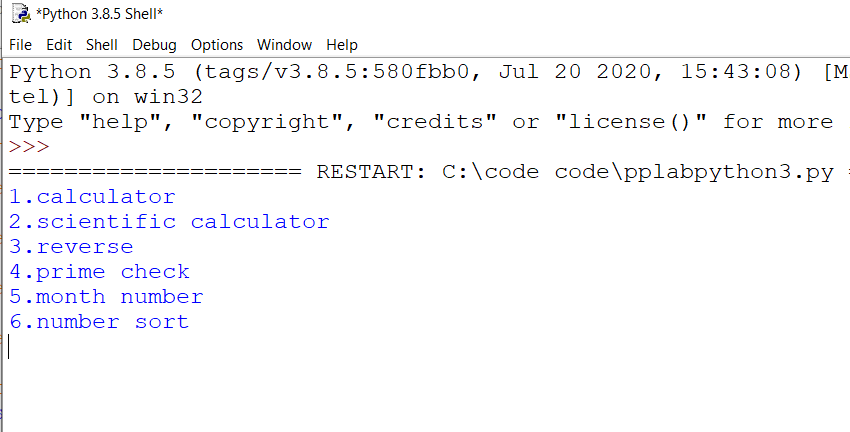 *Python 3.8.5 Shell*
File Edit Shell Debug Options Window Help
Python 3.8.5 (tags/v3.8.5:580fbb0, Jul 20 2020, 15:43:08) [M
tel)] on win32
Type "help", "copyright", "credits" or "license()" for more
>>>
===================== RESTART: C:\code code\pplabpython3.py =
1.calculator
2.scientific calculator
3.reverse
4.prime check
5.month number
6.number sort